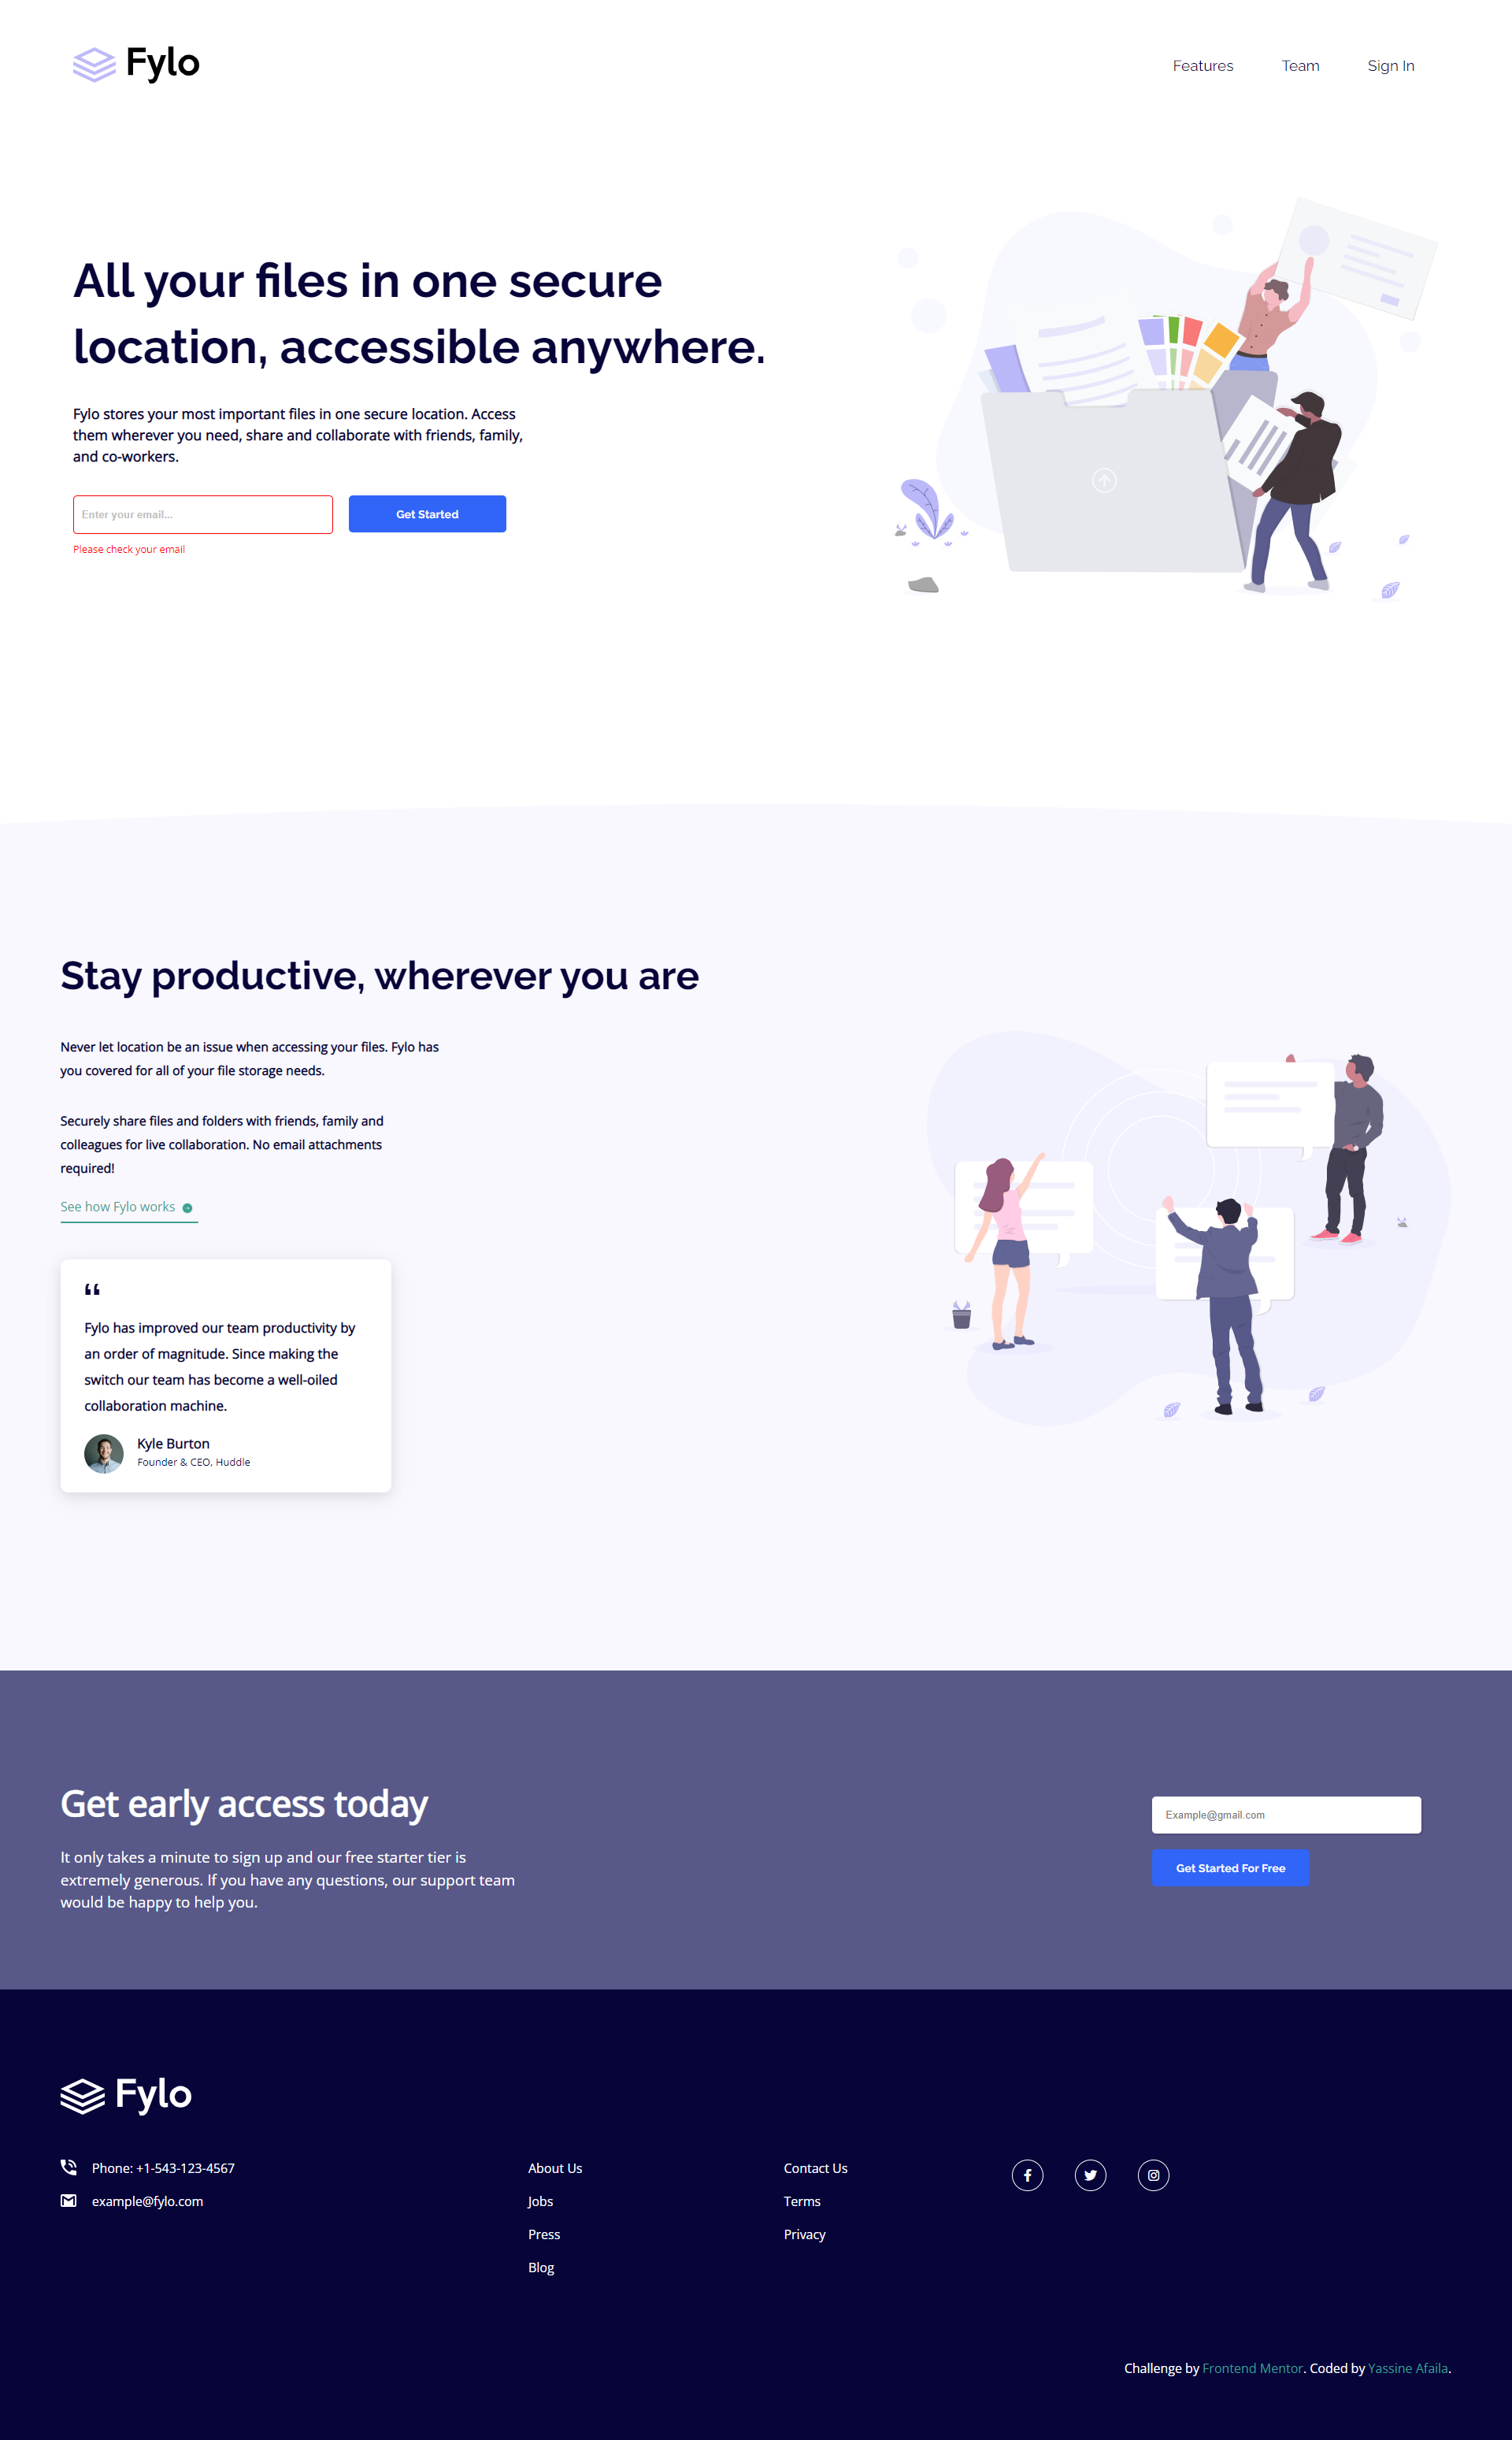 Fylo
Features
Team
Sign In
All your files in one secure
location, accessible anywhere.
Fylo stores your most important files in one secure location. Access
them wherever you need, share and collaborate with friends, family,
and co-workers.
Enter your email...
Get Started
Please check your email
Stay productive, wherever you are
Never let location be an issue when accessing your files. Fylo has
you covered for all of your file storage needs.
Securely share files and folders with friends, family and
colleagues for live collaboration. No email attachments
required!
See how Fylo works
“
Fylo has improved our team productivity by
an order of magnitude. Since making the
switch our team has become a well-oiled
collaboration machine.
Kyle Burton
Founder & CEO, Huddle
Get early access today
It only takes a minute to sign up and our free starter tier is
extremely generous. If you have any questions, our support team
would be happy to help you.
Example@gmail.com
Get Started For Free
Fylo
Phone: +1-543-123-4567
example@fylo.com
About Us
Jobs
Press
Blog
Contact Us
Terms
Privacy
Challenge by Frontend Mentor. Coded by Yassine Afaila.